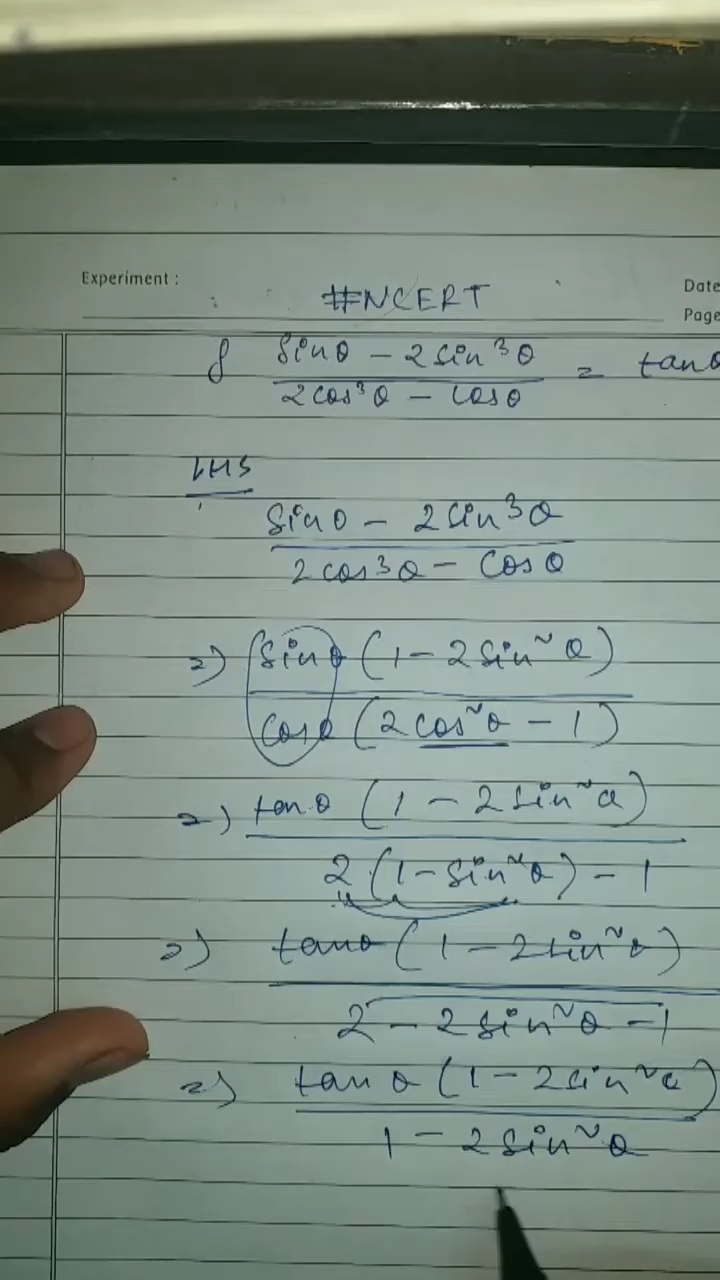 Experiment :
#NCERT
Date
Page
sinθ − 2sin³θ / 2cos³θ − cosθ = tanθ
LHS
sinθ − 2sin³θ
2cos³θ − cosθ
=) sinθ (1 − 2sin²θ)
cosθ (2cos²θ − 1)
=) tanθ (1 − 2sin²θ)
2(1 − sin²θ) − 1
=) tanθ (1 − 2sin²θ)
2 − 2sin²θ − 1
=) tanθ (1 − 2sin²θ)
1 − 2sin²θ